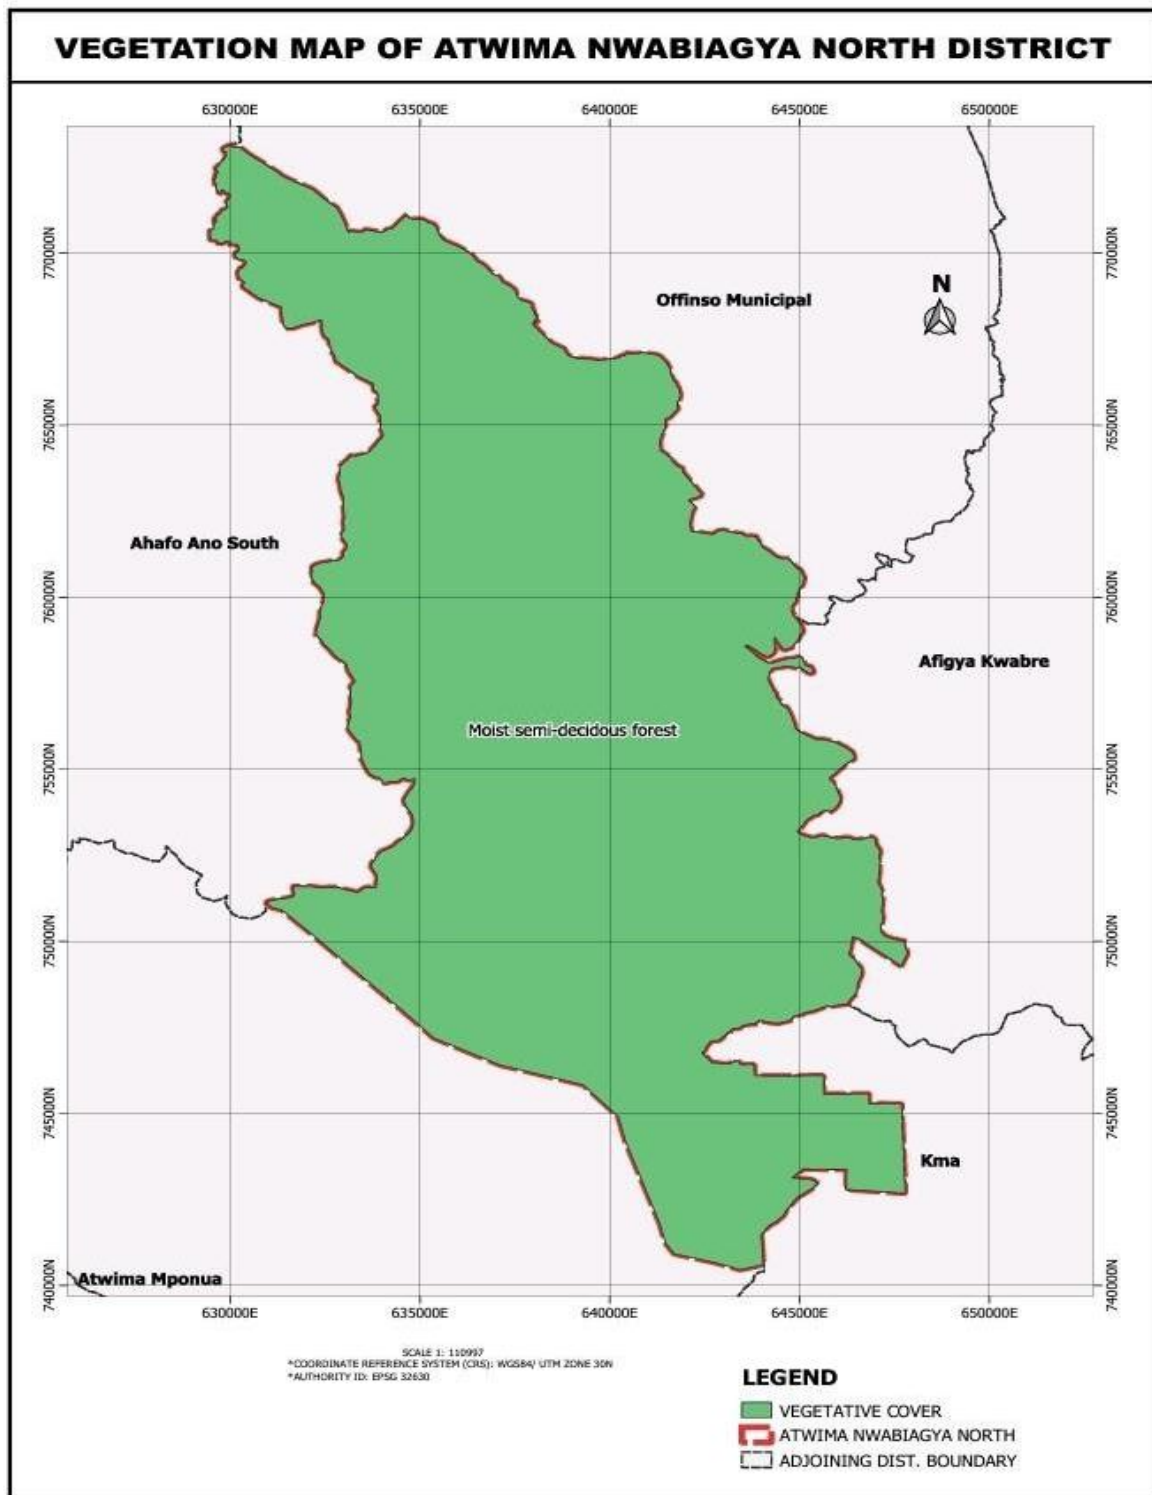 VEGETATION MAP OF ATWIMA NWABIAGYA NORTH DISTRICT
630000E 635000E 640000E 645000E 650000E
770000N 770000N
N
Offinso Municipal
765000N 765000N
Ahafo Ano South
760000N 760000N
Afigya Kwabre
Moist semi-decidous forest
755000N 755000N
750000N 750000N
745000N 745000N
Kma
740000N 740000N
Atwima Mponua
630000E 635000E 640000E 645000E 650000E
SCALE 1: 110997
*COORDINATE REFERENCE SYSTEM (CRS): WGS84/ UTM ZONE 30N
*AUTHORITY ID: EPSG 32630
LEGEND
VEGETATIVE COVER
ATWIMA NWABIAGYA NORTH
ADJOINING DIST. BOUNDARY